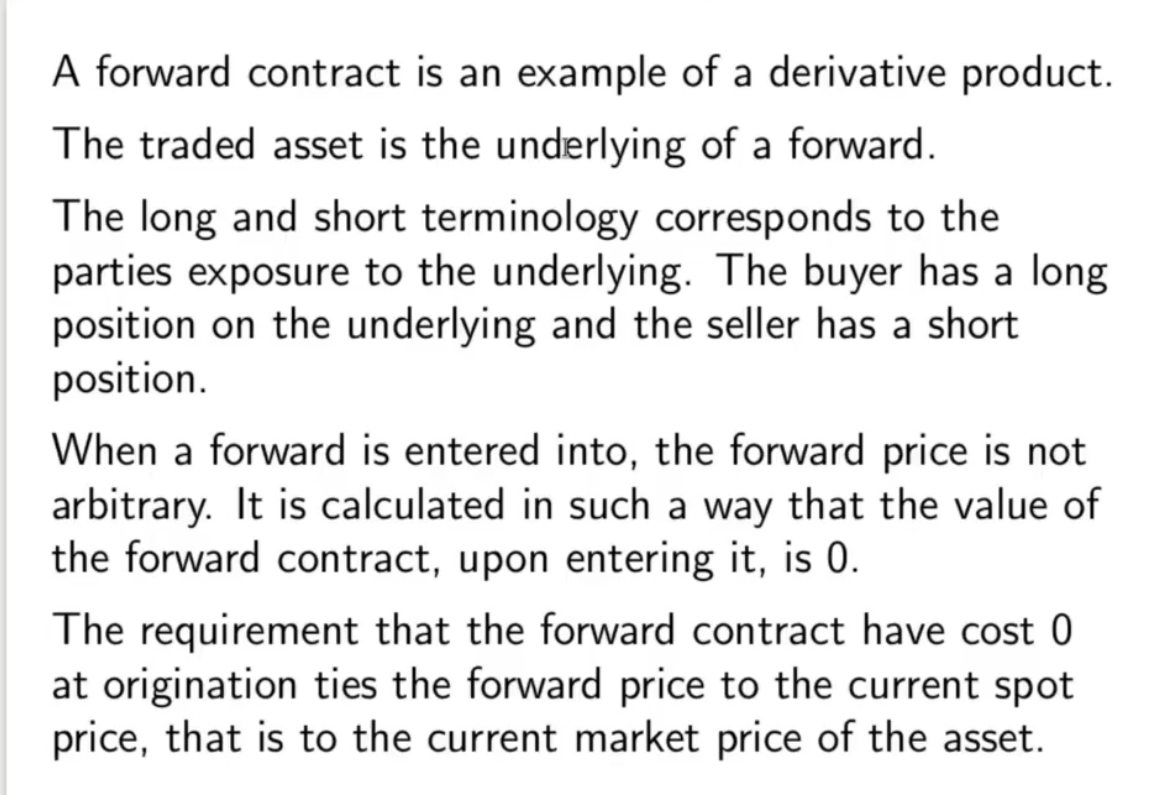 A forward contract is an example of a derivative product.
The traded asset is the underlying of a forward.
The long and short terminology corresponds to the
parties exposure to the underlying. The buyer has a long
position on the underlying and the seller has a short
position.
When a forward is entered into, the forward price is not
arbitrary. It is calculated in such a way that the value of
the forward contract, upon entering it, is 0.
The requirement that the forward contract have cost 0
at origination ties the forward price to the current spot
price, that is to the current market price of the asset.